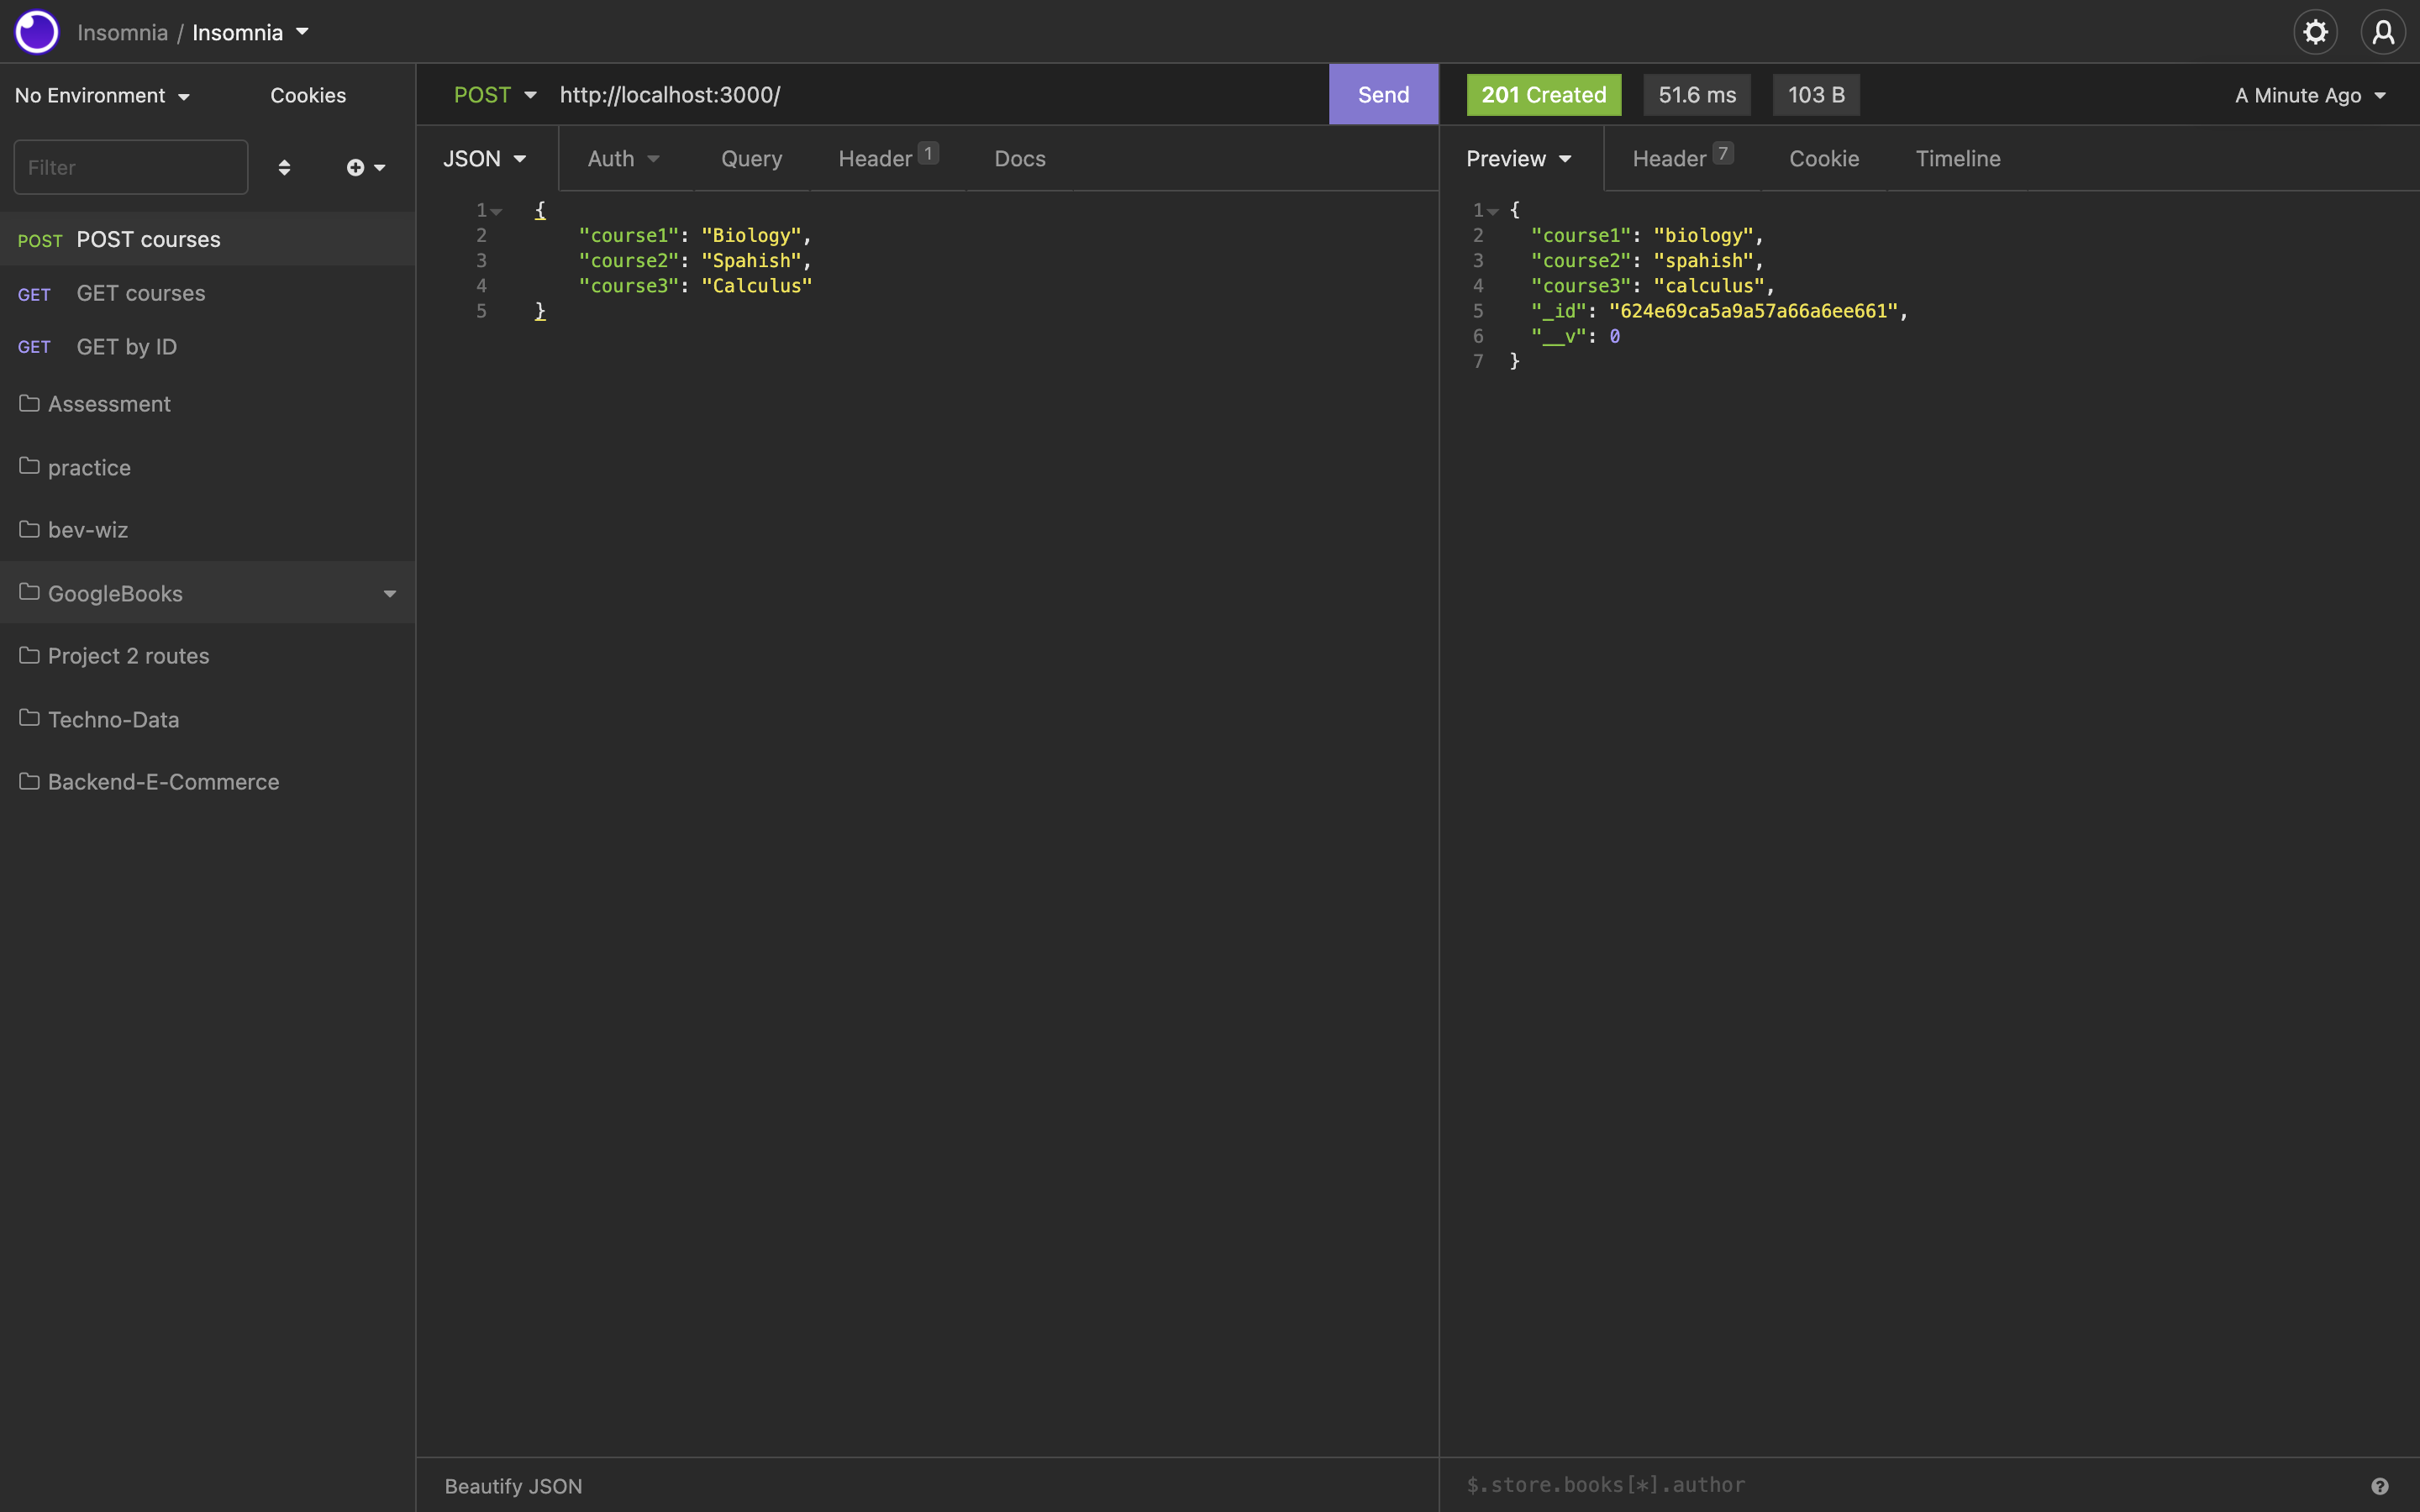 Insomnia / Insomnia
No Environment
Cookies
Filter
POST POST courses
GET GET courses
GET GET by ID
Assessment
practice
bev-wiz
GoogleBooks
Project 2 routes
Techno-Data
Backend-E-Commerce
POST http://localhost:3000/
Send
JSON Auth Query Header 1 Docs
1 {
2 "course1": "Biology",
3 "course2": "Spahish",
4 "course3": "Calculus"
5 }
Beautify JSON
201 Created 51.6 ms 103 B
A Minute Ago
Preview Header 7 Cookie Timeline
1 {
2 "course1": "biology",
3 "course2": "spahish",
4 "course3": "calculus",
5 "_id": "624e69ca5a9a57a66a6ee661",
6 "__v": 0
7 }
$.store.books[*].author
?